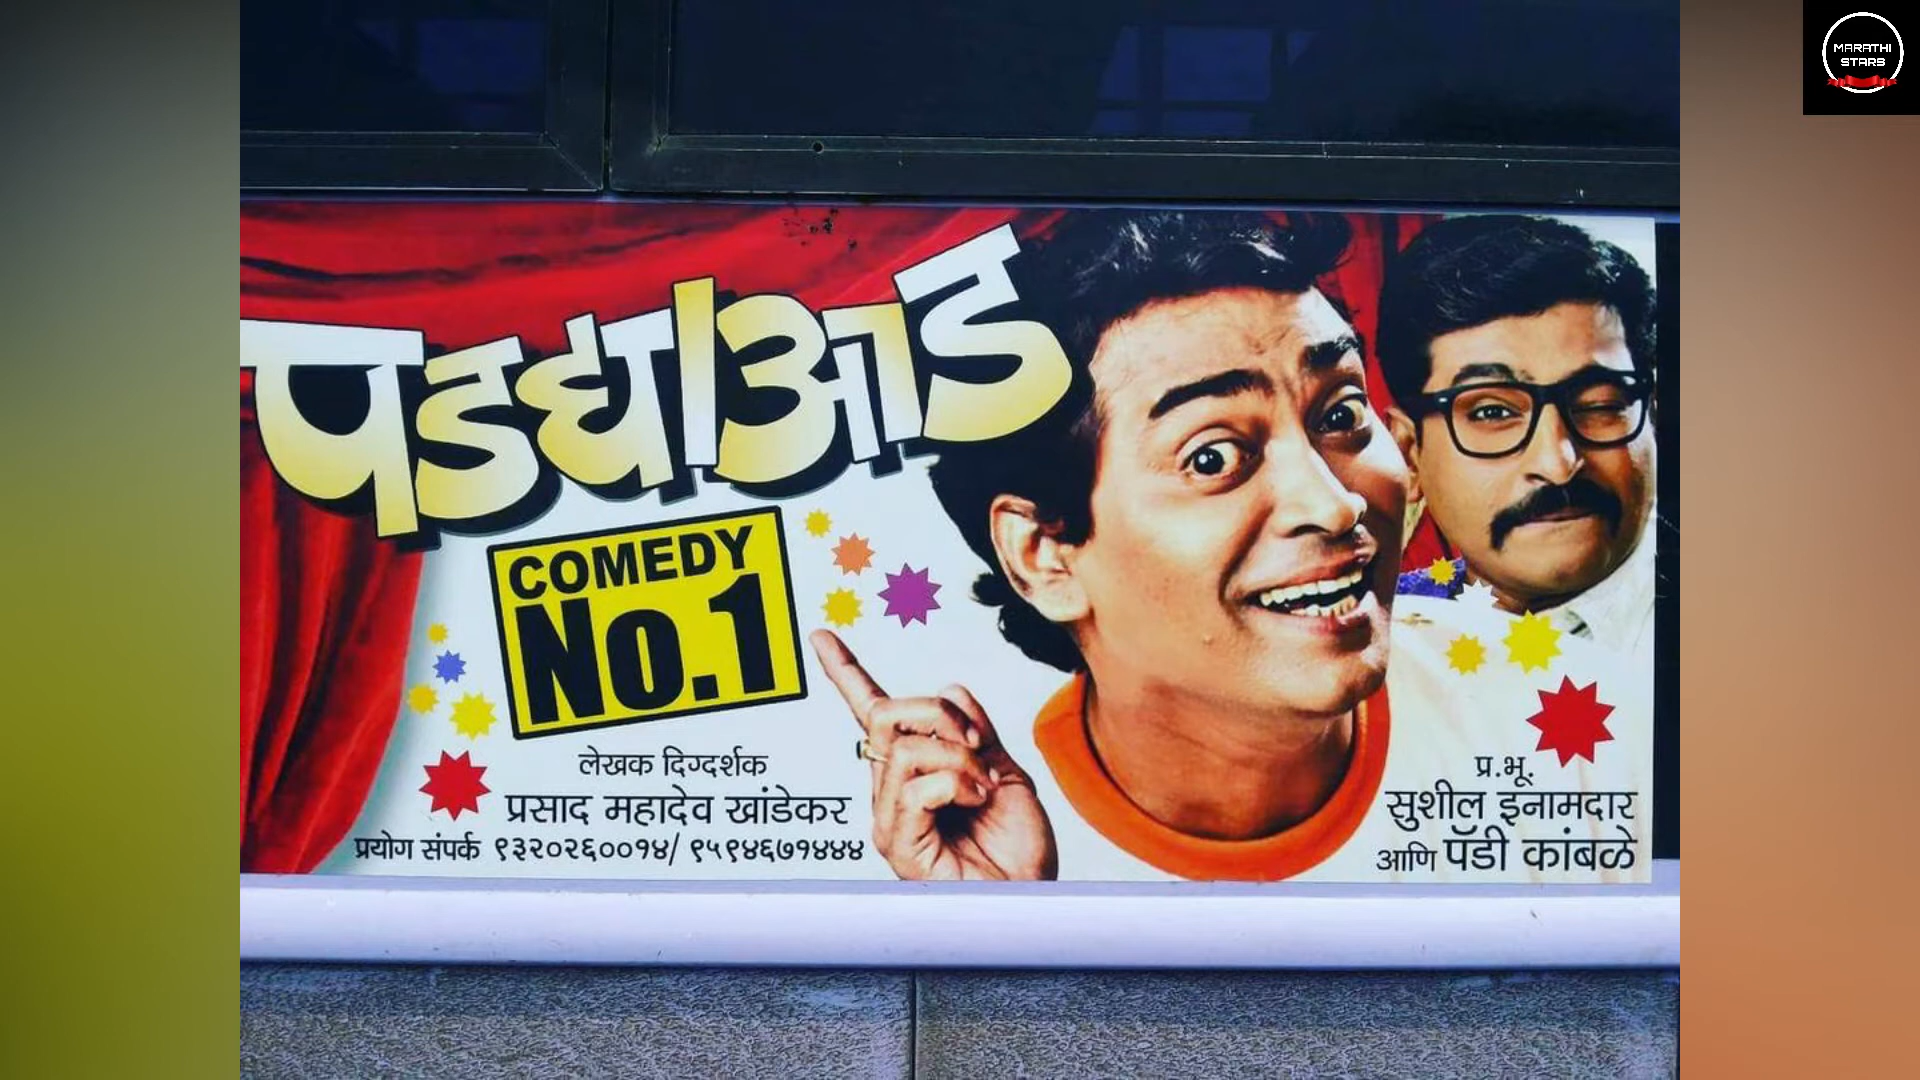 MARATHI
STARS
पडद्याआड
COMEDY
No.1
लेखक दिग्दर्शक
प्रसाद महादेव खांडेकर
प्रयोग संपर्क ९३२०२६००१४/ ९५९४६७१४४४
प्र.भू.
सुशील इनामदार
आणि पॅडी कांबळे